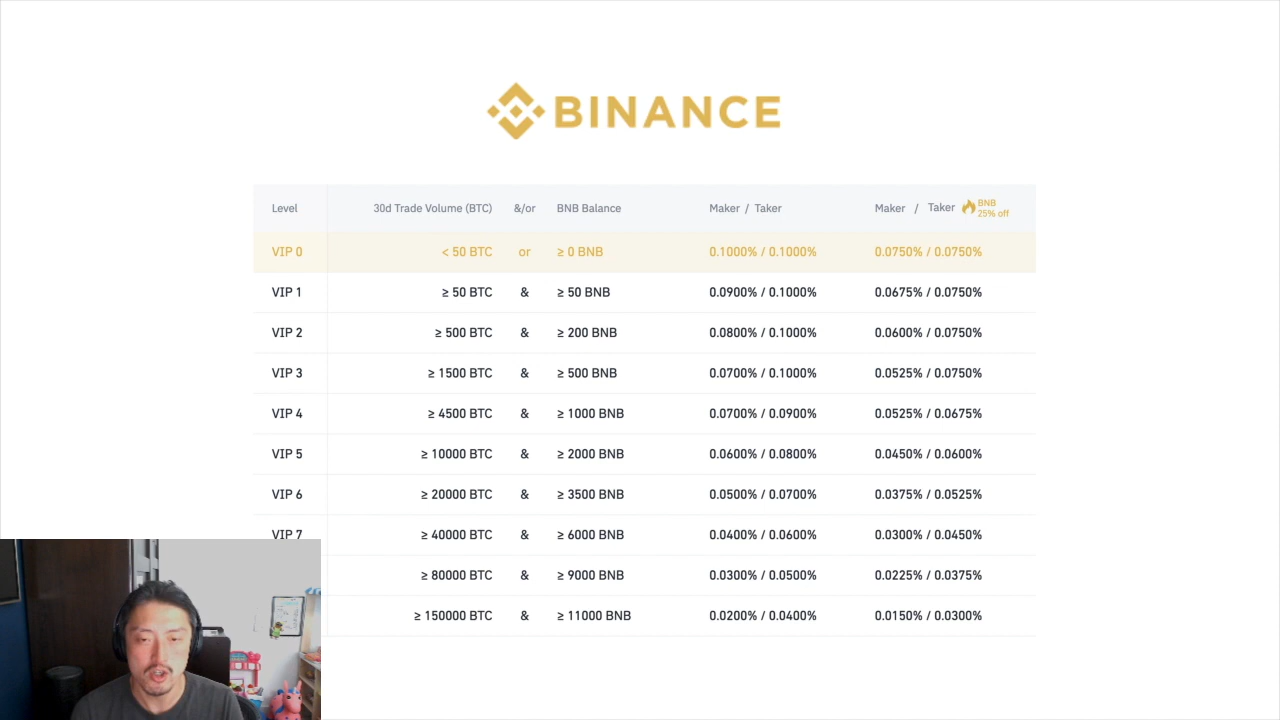 BINANCE
Level 30d Trade Volume (BTC) &/or BNB Balance Maker / Taker Maker / Taker BNB 25% off
VIP 0 < 50 BTC or ≥ 0 BNB 0.1000% / 0.1000% 0.0750% / 0.0750%
VIP 1 ≥ 50 BTC & ≥ 50 BNB 0.0900% / 0.1000% 0.0675% / 0.0750%
VIP 2 ≥ 500 BTC & ≥ 200 BNB 0.0800% / 0.1000% 0.0600% / 0.0750%
VIP 3 ≥ 1500 BTC & ≥ 500 BNB 0.0700% / 0.1000% 0.0525% / 0.0750%
VIP 4 ≥ 4500 BTC & ≥ 1000 BNB 0.0700% / 0.0900% 0.0525% / 0.0675%
VIP 5 ≥ 10000 BTC & ≥ 2000 BNB 0.0600% / 0.0800% 0.0450% / 0.0600%
VIP 6 ≥ 20000 BTC & ≥ 3500 BNB 0.0500% / 0.0700% 0.0375% / 0.0525%
VIP 7 ≥ 40000 BTC & ≥ 6000 BNB 0.0400% / 0.0600% 0.0300% / 0.0450%
≥ 80000 BTC & ≥ 9000 BNB 0.0300% / 0.0500% 0.0225% / 0.0375%
≥ 150000 BTC & ≥ 11000 BNB 0.0200% / 0.0400% 0.0150% / 0.0300%